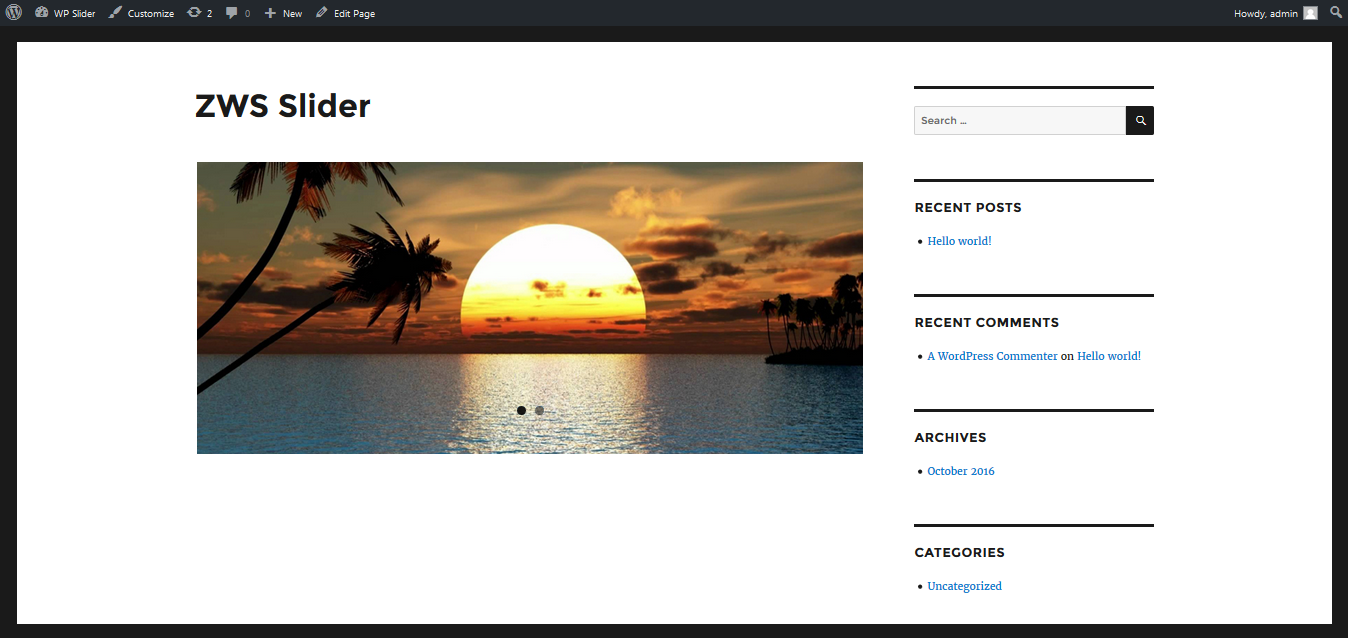 WP Slider Customize 2 0 New Edit Page Howdy, admin
ZWS Slider
Search …
RECENT POSTS
Hello world!
RECENT COMMENTS
A WordPress Commenter on Hello world!
ARCHIVES
October 2016
CATEGORIES
Uncategorized